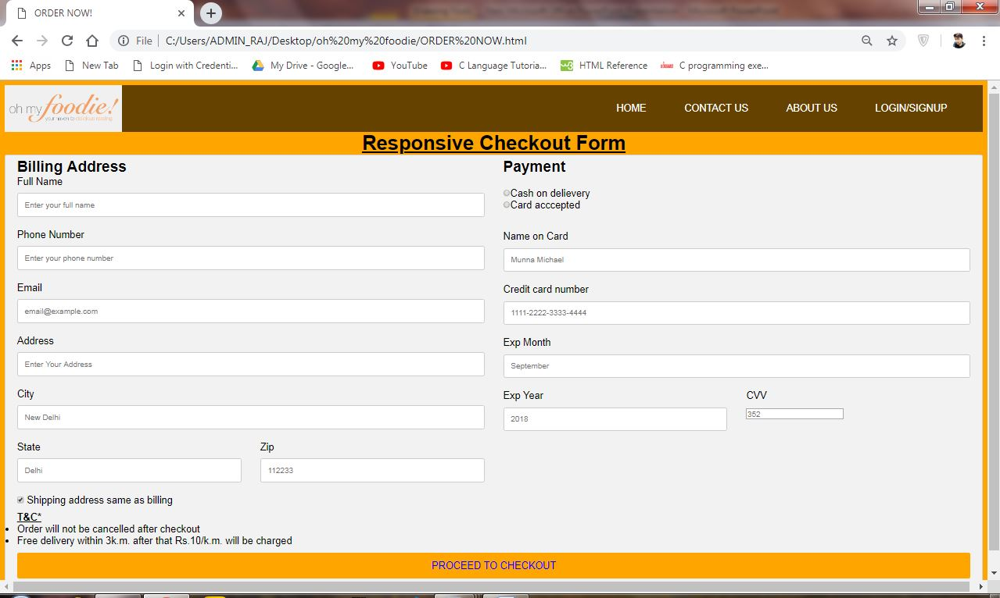 ORDER NOW!
File C:/Users/ADMIN_RAJ/Desktop/oh%20my%20foodie/ORDER%20NOW.html
Apps New Tab Login with Credenti... My Drive - Google... YouTube C Language Tutoria... HTML Reference C programming exe...
oh my foodie!
HOME CONTACT US ABOUT US LOGIN/SIGNUP
Responsive Checkout Form
Billing Address
Full Name
Enter your full name
Phone Number
Enter your phone number
Email
email@example.com
Address
Enter Your Address
City
New Delhi
State Zip
Delhi 112233
Shipping address same as billing
T&C*
Order will not be cancelled after checkout
Free delivery within 3k.m. after that Rs.10/k.m. will be charged
Payment
Cash on delievery
Card acccepted
Name on Card
Munna Michael
Credit card number
1111-2222-3333-4444
Exp Month
September
Exp Year CVV
2018 352
PROCEED TO CHECKOUT